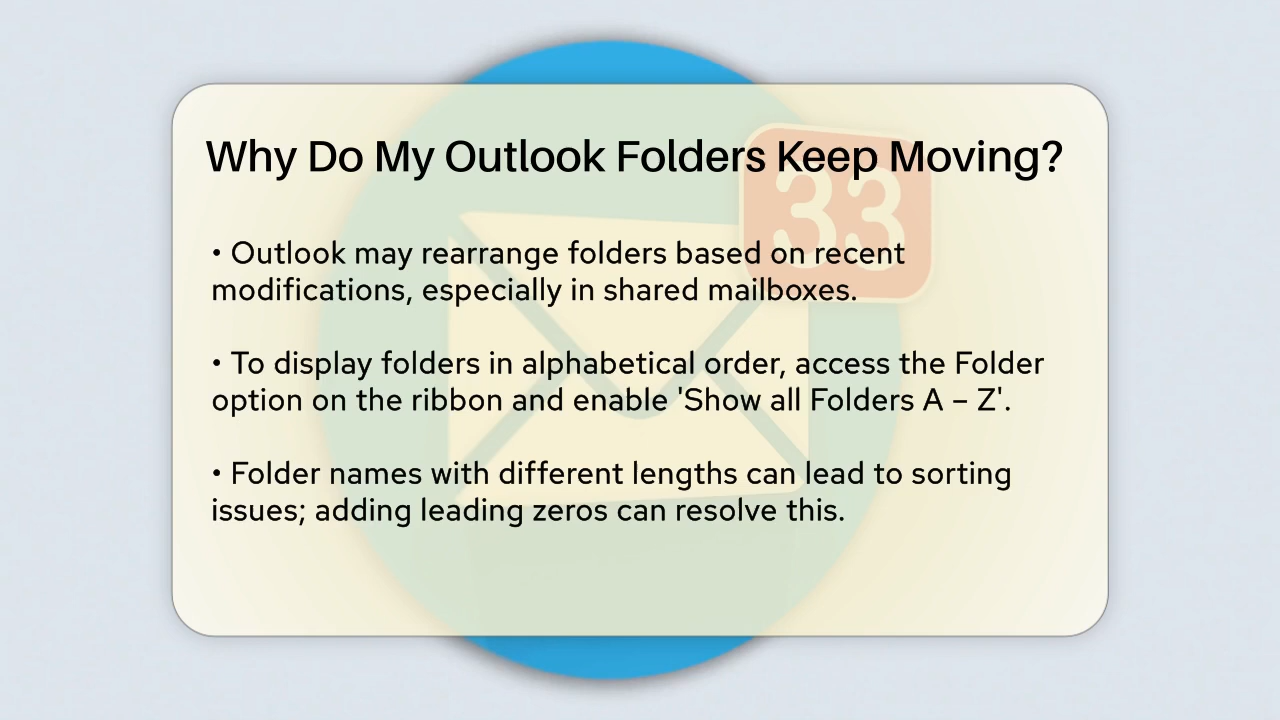 Why Do My Outlook Folders Keep Moving?
33
• Outlook may rearrange folders based on recent
modifications, especially in shared mailboxes.
• To display folders in alphabetical order, access the Folder
option on the ribbon and enable 'Show all Folders A – Z'.
• Folder names with different lengths can lead to sorting
issues; adding leading zeros can resolve this.